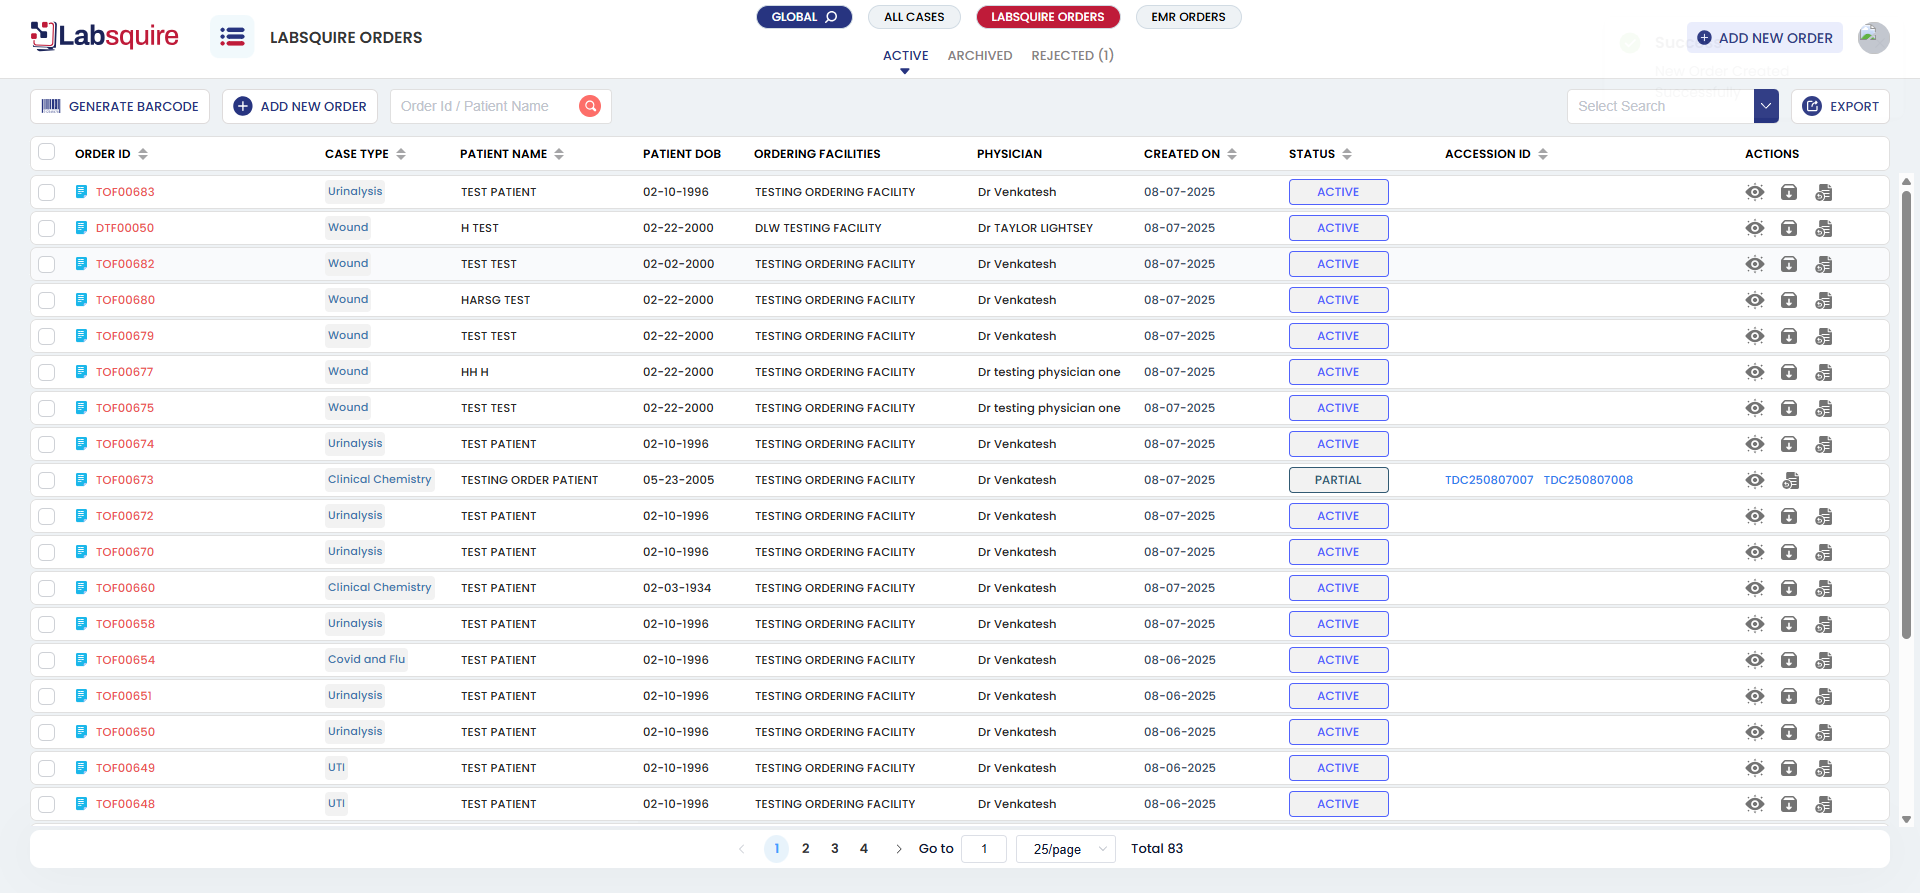 Labsquire
LABSQUIRE ORDERS
GLOBAL
ALL CASES
LABSQUIRE ORDERS
EMR ORDERS
ACTIVE
ARCHIVED
REJECTED (1)
ADD NEW ORDER
New Order Created
Successfully
GENERATE BARCODE
ADD NEW ORDER
Order Id / Patient Name
Select Search
EXPORT
ORDER ID CASE TYPE PATIENT NAME PATIENT DOB ORDERING FACILITIES PHYSICIAN CREATED ON STATUS ACCESSION ID ACTIONS
TOF00683 Urinalysis TEST PATIENT 02-10-1996 TESTING ORDERING FACILITY Dr Venkatesh 08-07-2025 ACTIVE
DTF00050 Wound H TEST 02-22-2000 DLW TESTING FACILITY Dr TAYLOR LIGHTSEY 08-07-2025 ACTIVE
TOF00682 Wound TEST TEST 02-02-2000 TESTING ORDERING FACILITY Dr Venkatesh 08-07-2025 ACTIVE
TOF00680 Wound HARSG TEST 02-22-2000 TESTING ORDERING FACILITY Dr Venkatesh 08-07-2025 ACTIVE
TOF00679 Wound TEST TEST 02-22-2000 TESTING ORDERING FACILITY Dr Venkatesh 08-07-2025 ACTIVE
TOF00677 Wound HH H 02-22-2000 TESTING ORDERING FACILITY Dr testing physician one 08-07-2025 ACTIVE
TOF00675 Wound TEST TEST 02-22-2000 TESTING ORDERING FACILITY Dr testing physician one 08-07-2025 ACTIVE
TOF00674 Urinalysis TEST PATIENT 02-10-1996 TESTING ORDERING FACILITY Dr Venkatesh 08-07-2025 ACTIVE
TOF00673 Clinical Chemistry TESTING ORDER PATIENT 05-23-2005 TESTING ORDERING FACILITY Dr Venkatesh 08-07-2025 PARTIAL TDC250807007 TDC250807008
TOF00672 Urinalysis TEST PATIENT 02-10-1996 TESTING ORDERING FACILITY Dr Venkatesh 08-07-2025 ACTIVE
TOF00670 Urinalysis TEST PATIENT 02-10-1996 TESTING ORDERING FACILITY Dr Venkatesh 08-07-2025 ACTIVE
TOF00660 Clinical Chemistry TEST PATIENT 02-03-1934 TESTING ORDERING FACILITY Dr Venkatesh 08-07-2025 ACTIVE
TOF00658 Urinalysis TEST PATIENT 02-10-1996 TESTING ORDERING FACILITY Dr Venkatesh 08-07-2025 ACTIVE
TOF00654 Covid and Flu TEST PATIENT 02-10-1996 TESTING ORDERING FACILITY Dr Venkatesh 08-06-2025 ACTIVE
TOF00651 Urinalysis TEST PATIENT 02-10-1996 TESTING ORDERING FACILITY Dr Venkatesh 08-06-2025 ACTIVE
TOF00650 Urinalysis TEST PATIENT 02-10-1996 TESTING ORDERING FACILITY Dr Venkatesh 08-06-2025 ACTIVE
TOF00649 UTI TEST PATIENT 02-10-1996 TESTING ORDERING FACILITY Dr Venkatesh 08-06-2025 ACTIVE
TOF00648 UTI TEST PATIENT 02-10-1996 TESTING ORDERING FACILITY Dr Venkatesh 08-06-2025 ACTIVE
1 2 3 4 Go to 1 25/page Total 83